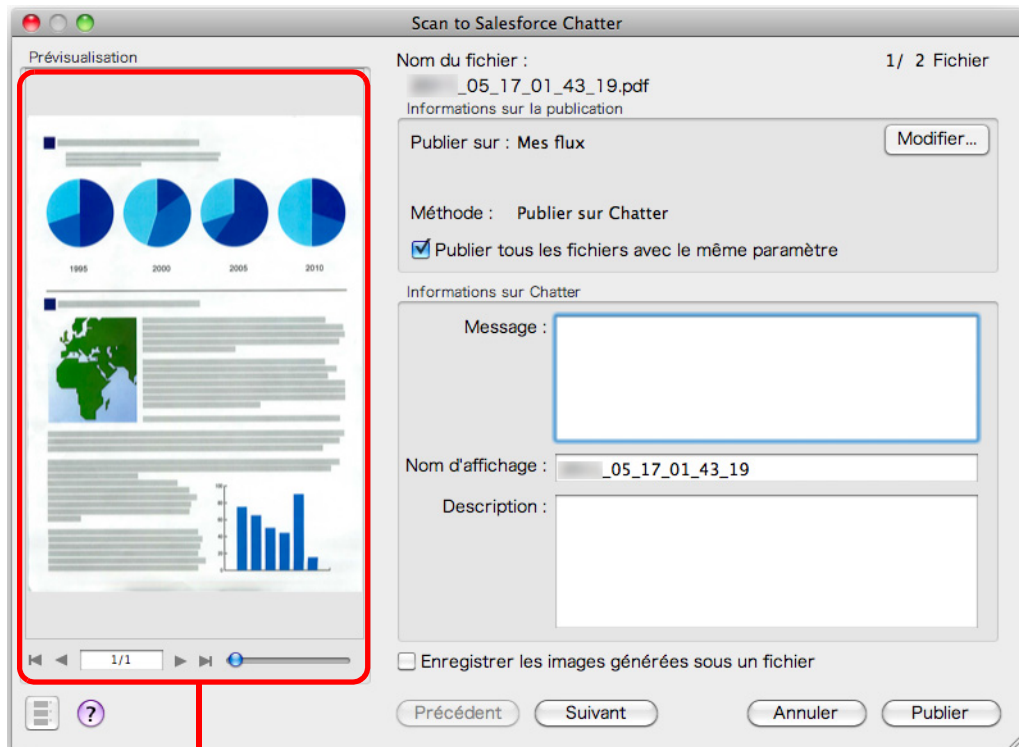 Scan to Salesforce Chatter
Prévisualisation
1995 2000 2005 2010
1/1
Nom du fichier :
1/ 2 Fichier
_05_17_01_43_19.pdf
Informations sur la publication
Publier sur : Mes flux
Modifier...
Méthode : Publier sur Chatter
Publier tous les fichiers avec le même paramètre
Informations sur Chatter
Message :
Nom d'affichage : _05_17_01_43_19
Description :
Enregistrer les images générées sous un fichier
?
Précédent
Suivant
Annuler
Publier